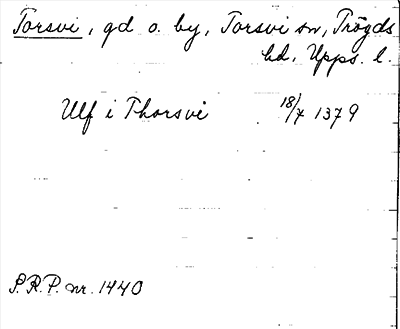 Torsvi, gd o. by, Torsvi sn, Trögds
hd, Upps. l.
Ulf i Thorsvi 18/7 1379
S.R.P. nr. 1440